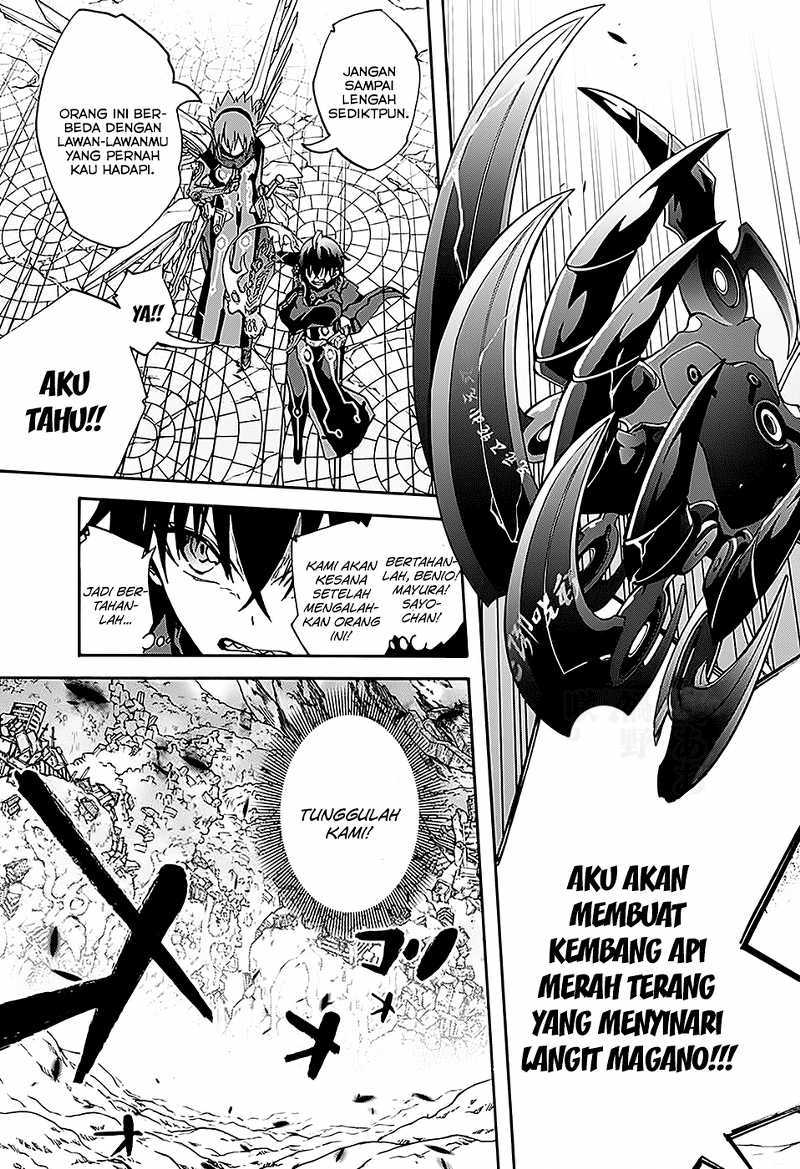 AKU AKAN
MEMBUAT
KEMBANG API
MERAH TERANG
YANG MENYINARI
LANGIT MAGANO!!!
JANGAN
SAMPAI
LENGAH
SEDIKTPUN.
ORANG INI BER-
BEDA DENGAN
LAWAN-LAWANMU
YANG PERNAH
KAU HADAPI.
YA!!
AKU
TAHU!!
BERTAHAN-
LAH, BENIO!
MAYURA!
SAYO-
CHAN!
KAMI AKAN
KESANA
SETELAH
MENGALAH-
KAN ORANG
INI!
JADI BER-
TAHAN-
LAH...
TUNGGULAH
KAMI!